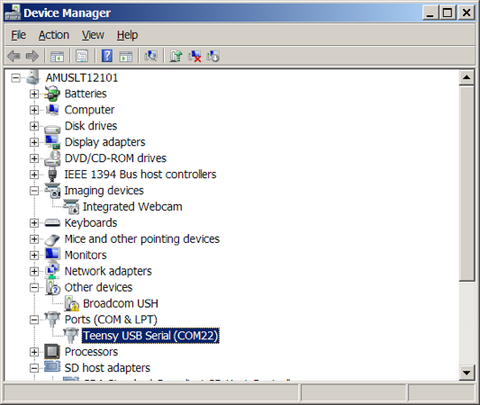 Device Manager
File Action View Help
AMUSLT12101
Batteries
Computer
Disk drives
Display adapters
DVD/CD-ROM drives
IEEE 1394 Bus host controllers
Imaging devices
Integrated Webcam
Keyboards
Mice and other pointing devices
Monitors
Network adapters
Other devices
Broadcom USH
Ports (COM & LPT)
Teensy USB Serial (COM22)
Processors
SD host adapters